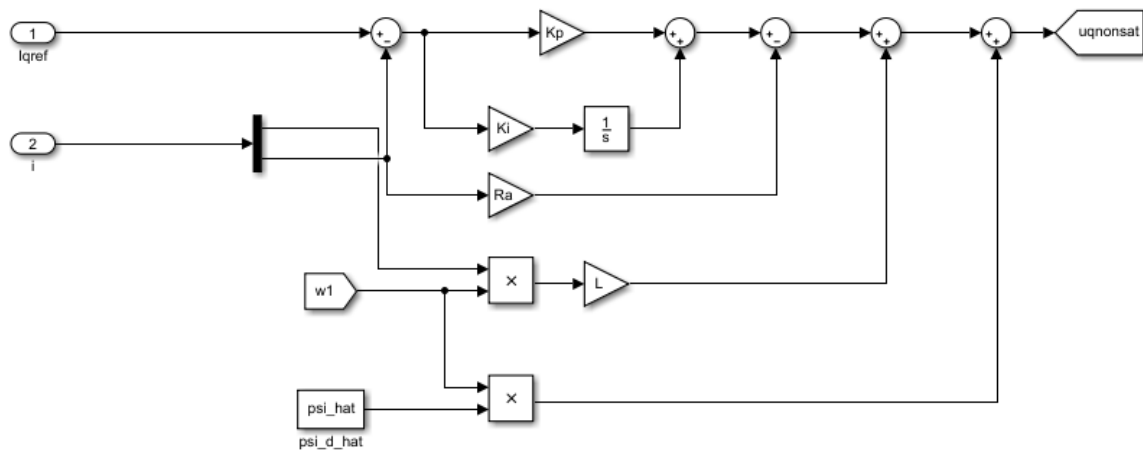 1
Iqref
+
−
Kp
+
+
+
−
+
+
+
+
uqnonsat
2
i
Ki
1
s
Ra
w1
×
L
psi_hat
psi_d_hat
×